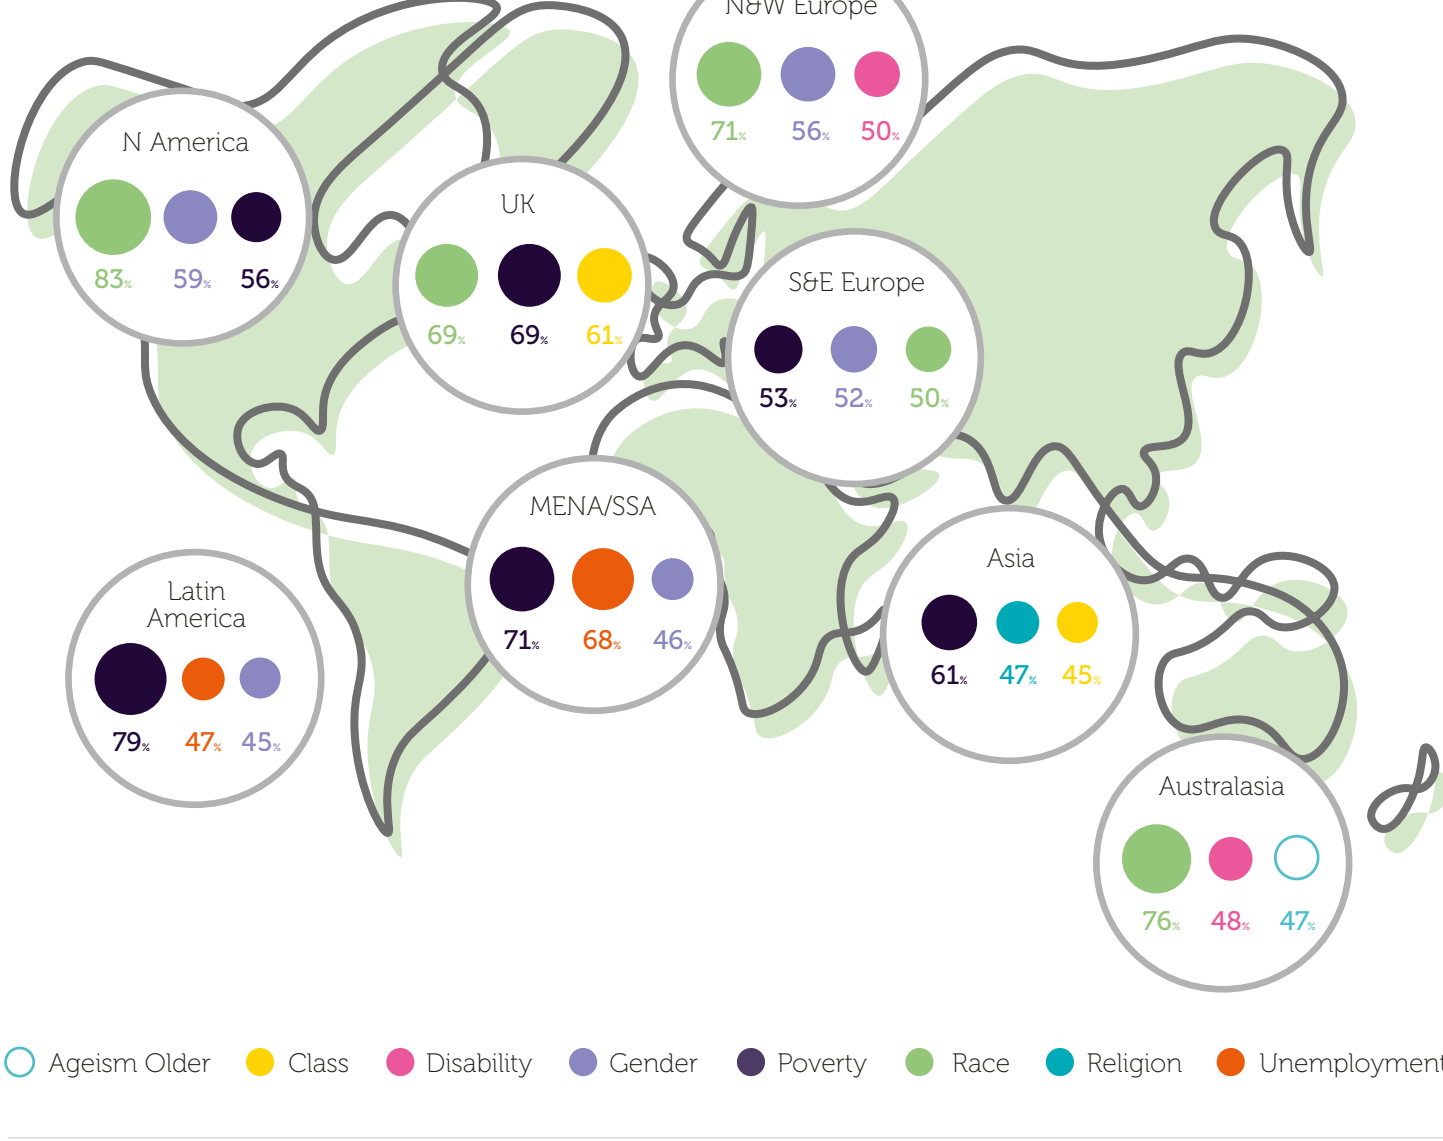 N&W Europe
71% 56% 50%
N America
83% 59% 56%
UK
69% 69% 61%
S&E Europe
53% 52% 50%
MENA/SSA
71% 68% 46%
Asia
61% 47% 45%
Latin
America
79% 47% 45%
Australasia
76% 48% 47%
Ageism Older Class Disability Gender Poverty Race Religion Unemployment